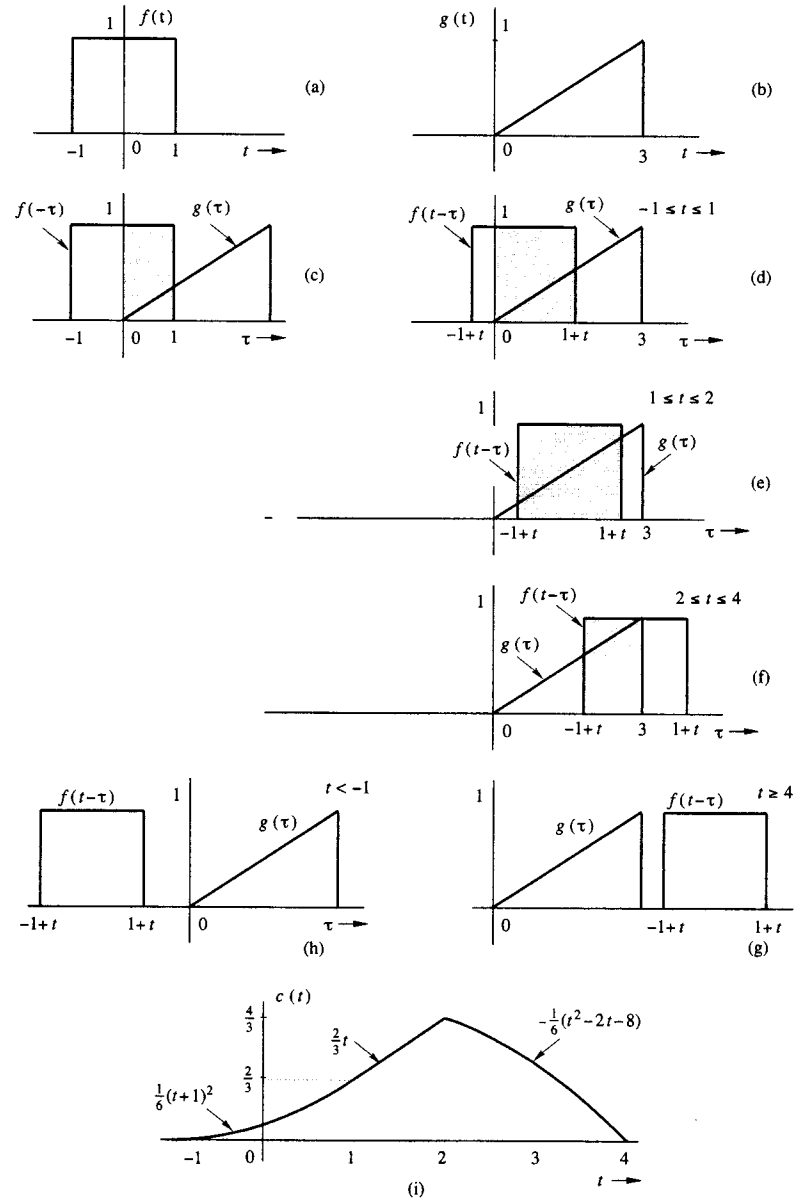 1 f(t) g(t) 1
(a) (b)
−1 0 1 t → 0 3 t →
f(−τ) 1 g(τ) f(t−τ) 1 g(τ) −1 ≤ t ≤ 1
(c) (d)
−1 0 1 τ → −1+t 0 1+t 3 τ →
1 1 ≤ t ≤ 2
f(t−τ) g(τ)
(e)
−1+t 1+t 3 τ →
1 f(t−τ) 2 ≤ t ≤ 4
g(τ)
(f)
0 −1+t 3 1+t τ →
f(t−τ) 1 t < −1 1 f(t−τ) t ≥ 4
g(τ) g(τ)
−1+t 1+t 0 τ → 0 −1+t 1+t
(h) (g)
c(t)
4/3
2/3 t −1/6(t²−2t−8)
2/3
1/6(t+1)²
−1 0 1 2 3 4
t →
(i)